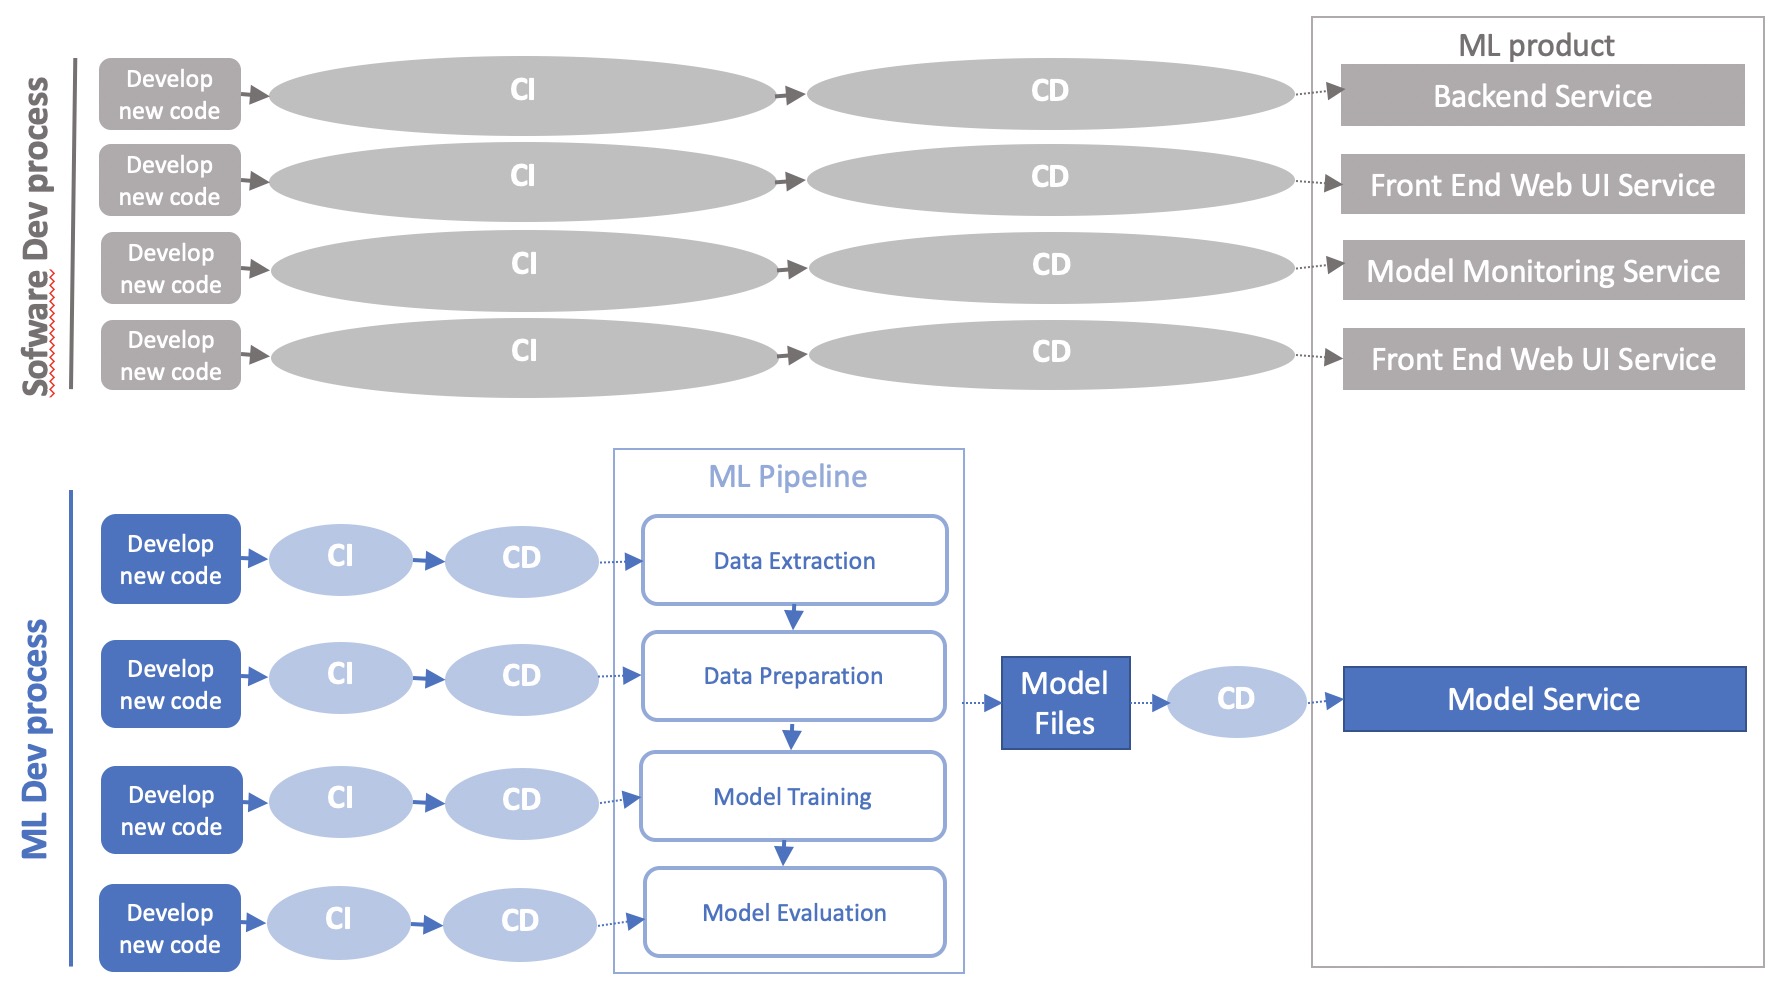 ML product
Sofware Dev process
Develop
new code
CI
CD
Backend Service
Develop
new code
CI
CD
Front End Web UI Service
Develop
new code
CI
CD
Model Monitoring Service
Develop
new code
CI
CD
Front End Web UI Service
ML Dev process
ML Pipeline
Develop
new code
CI
CD
Data Extraction
Develop
new code
CI
CD
Data Preparation
Develop
new code
CI
CD
Model Training
Develop
new code
CI
CD
Model Evaluation
Model
Files
CD
Model Service